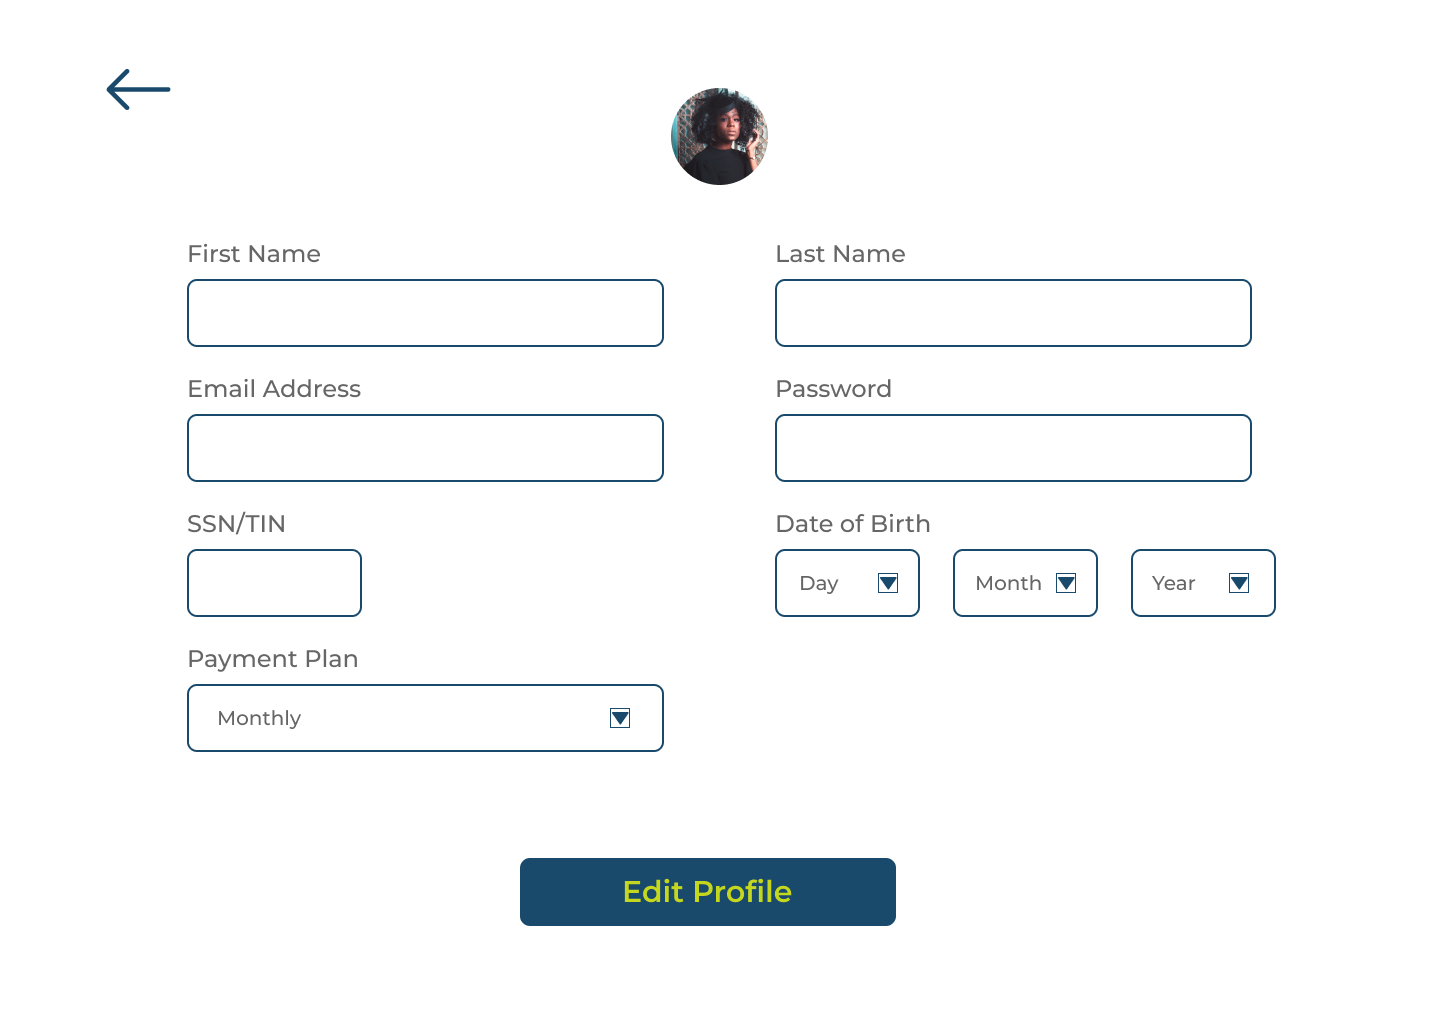 First Name
Last Name
Email Address
Password
SSN/TIN
Date of Birth
Day
Month
Year
Payment Plan
Monthly
Edit Profile